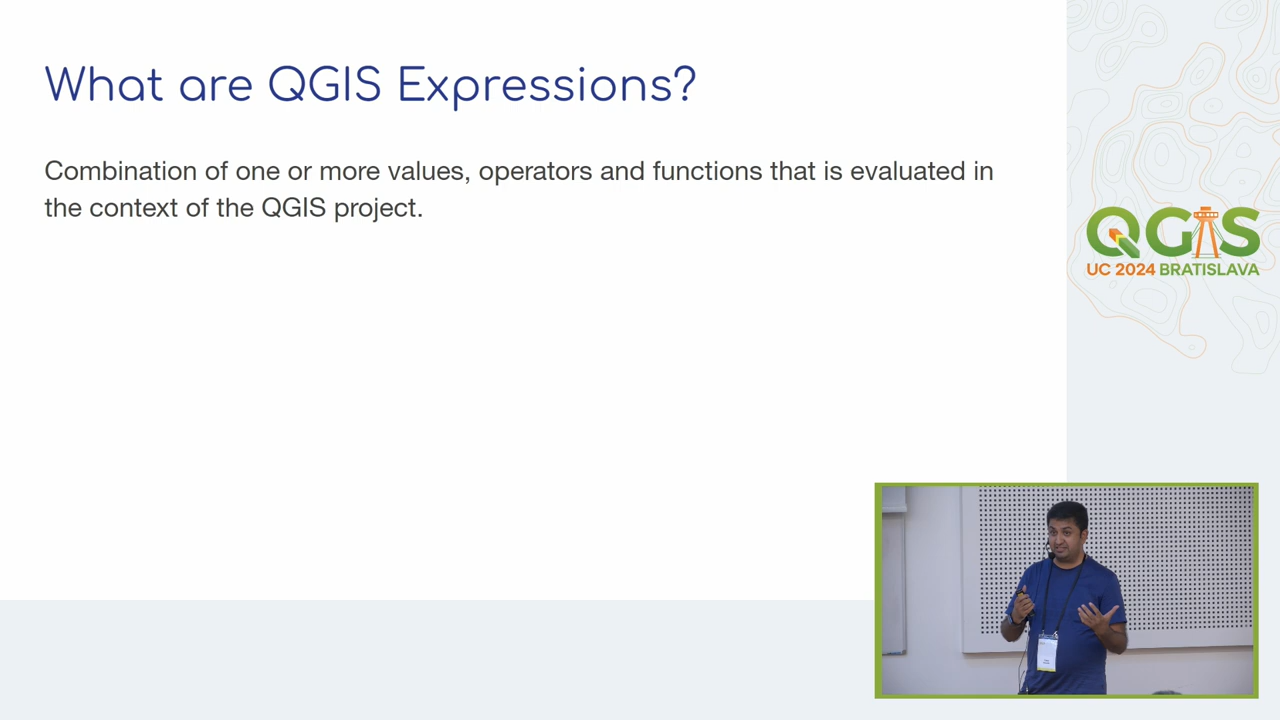 What are QGIS Expressions?
Combination of one or more values, operators and functions that is evaluated in
the context of the QGIS project.
QGIS
UC 2024 BRATISLAVA